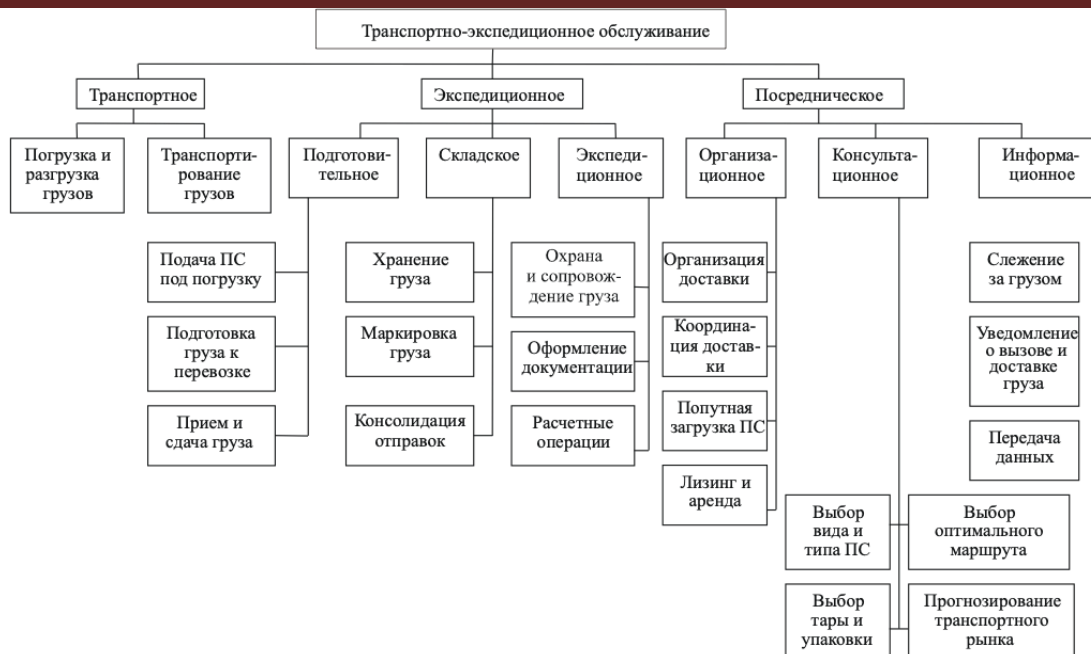 Транспортно-экспедиционное обслуживание
Транспортное
Экспедиционное
Посредническое
Погрузка и
разгрузка
грузов
Транспорти-
рование
грузов
Подготови-
тельное
Складское
Экспеди-
ционное
Организа-
ционное
Консульта-
ционное
Информа-
ционное
Подача ПС
под погрузку
Подготовка
груза к
перевозке
Прием и
сдача груза
Хранение
груза
Маркировка
груза
Консолидация
отправок
Охрана
и сопровож-
дение груза
Оформление
документации
Расчетные
операции
Организация
доставки
Координа-
ция достав-
ки
Попутная
загрузка ПС
Лизинг и
аренда
Выбор
вида и
типа ПС
Выбор
оптимального
маршрута
Выбор
тары и
упаковки
Прогнозирование
транспортного
рынка
Слежение
за грузом
Уведомление
о вызове и
доставке
груза
Передача
данных